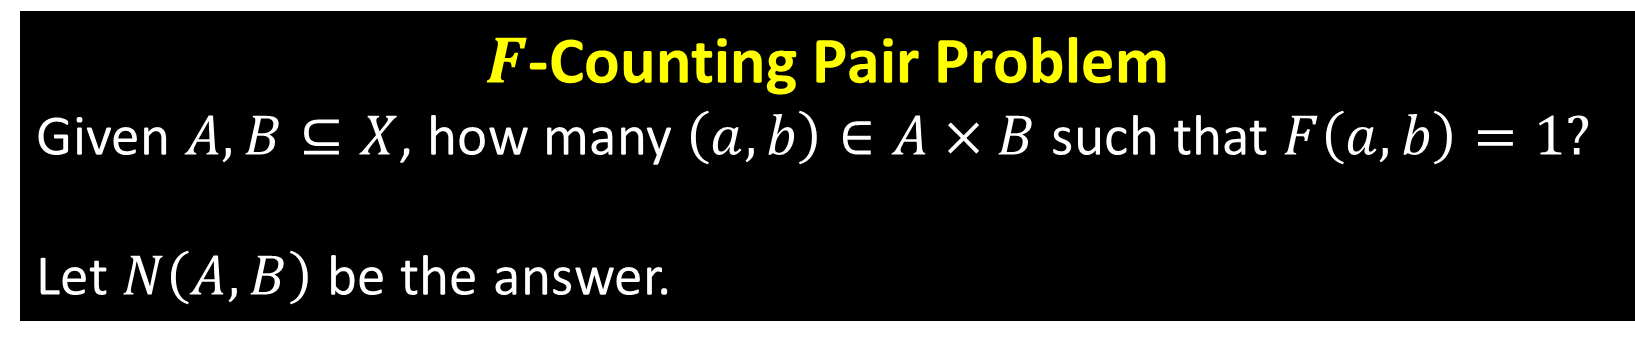 F-Counting Pair Problem
Given A, B ⊆ X, how many (a, b) ∈ A × B such that F(a, b) = 1?
Let N(A, B) be the answer.